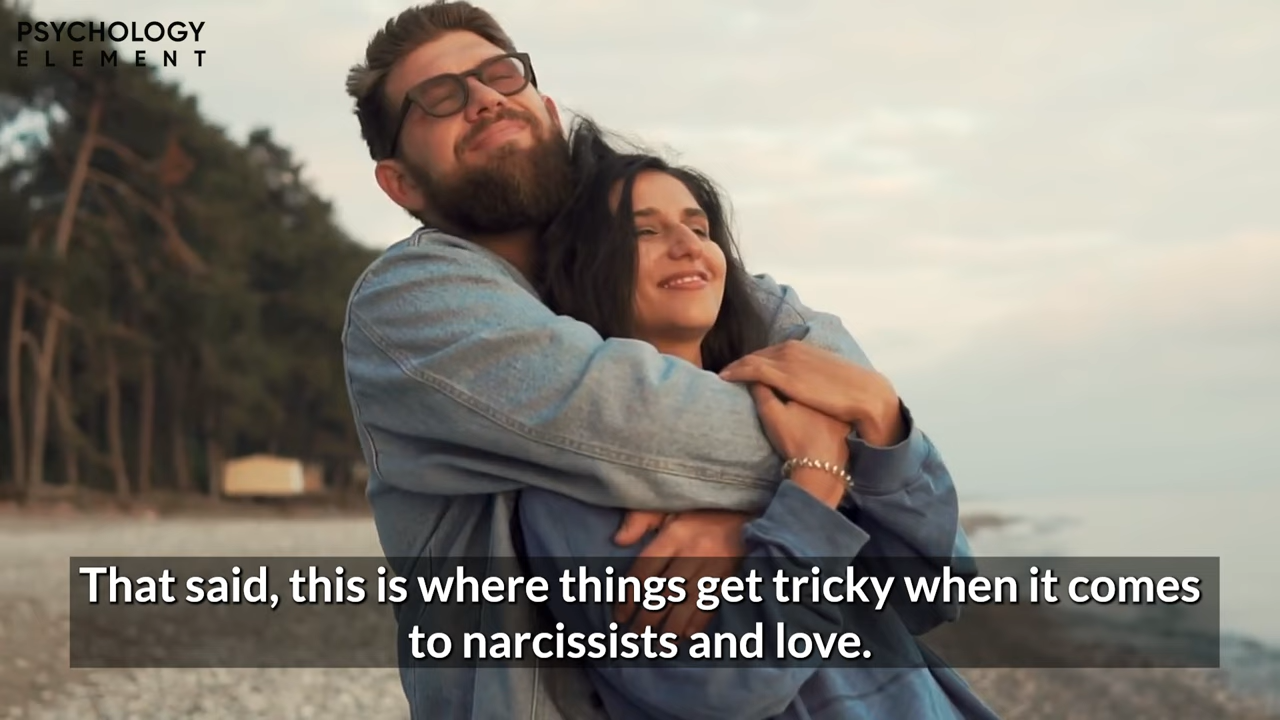 PSYCHOLOGY
ELEMENT
That said, this is where things get tricky when it comes
to narcissists and love.